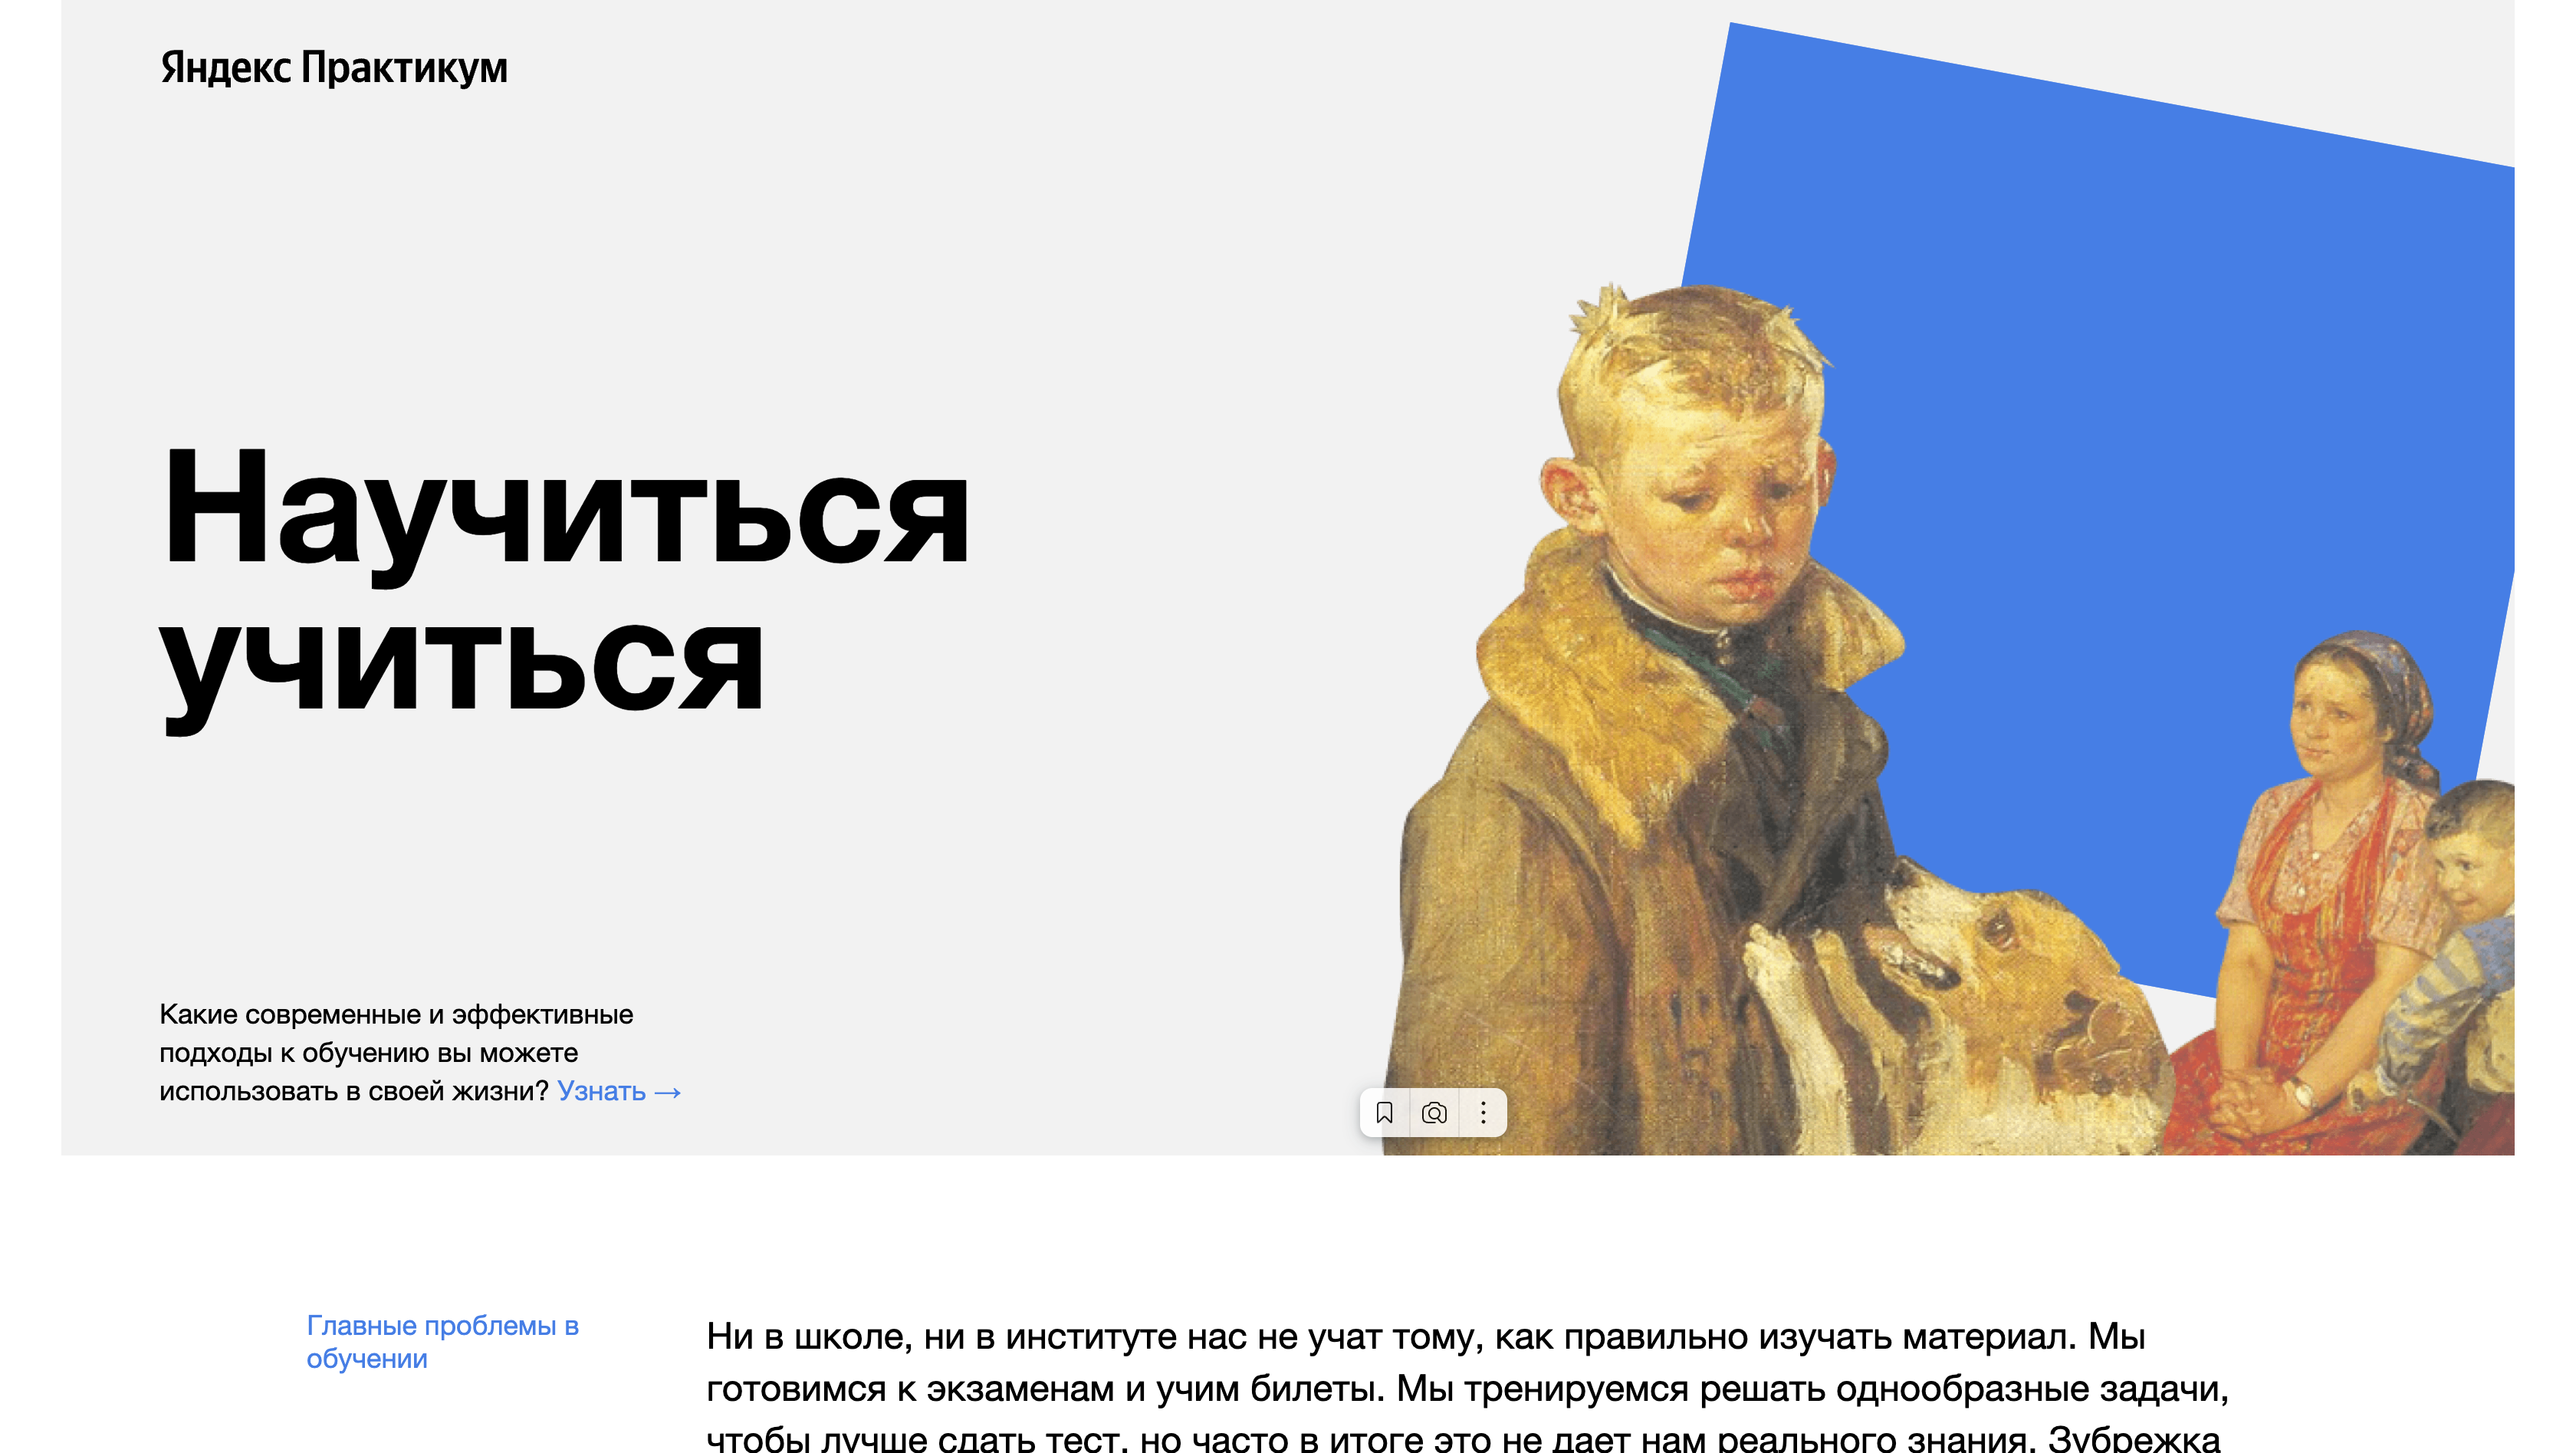 Яндекс Практикум
Научиться
учиться
Какие современные и эффективные
подходы к обучению вы можете
использовать в своей жизни? Узнать →
Главные проблемы в
обучении
Ни в школе, ни в институте нас не учат тому, как правильно изучать материал. Мы
готовимся к экзаменам и учим билеты. Мы тренируемся решать однообразные задачи,
чтобы лучше сдать тест, но часто в итоге это не дает нам реального знания. Зубрежка